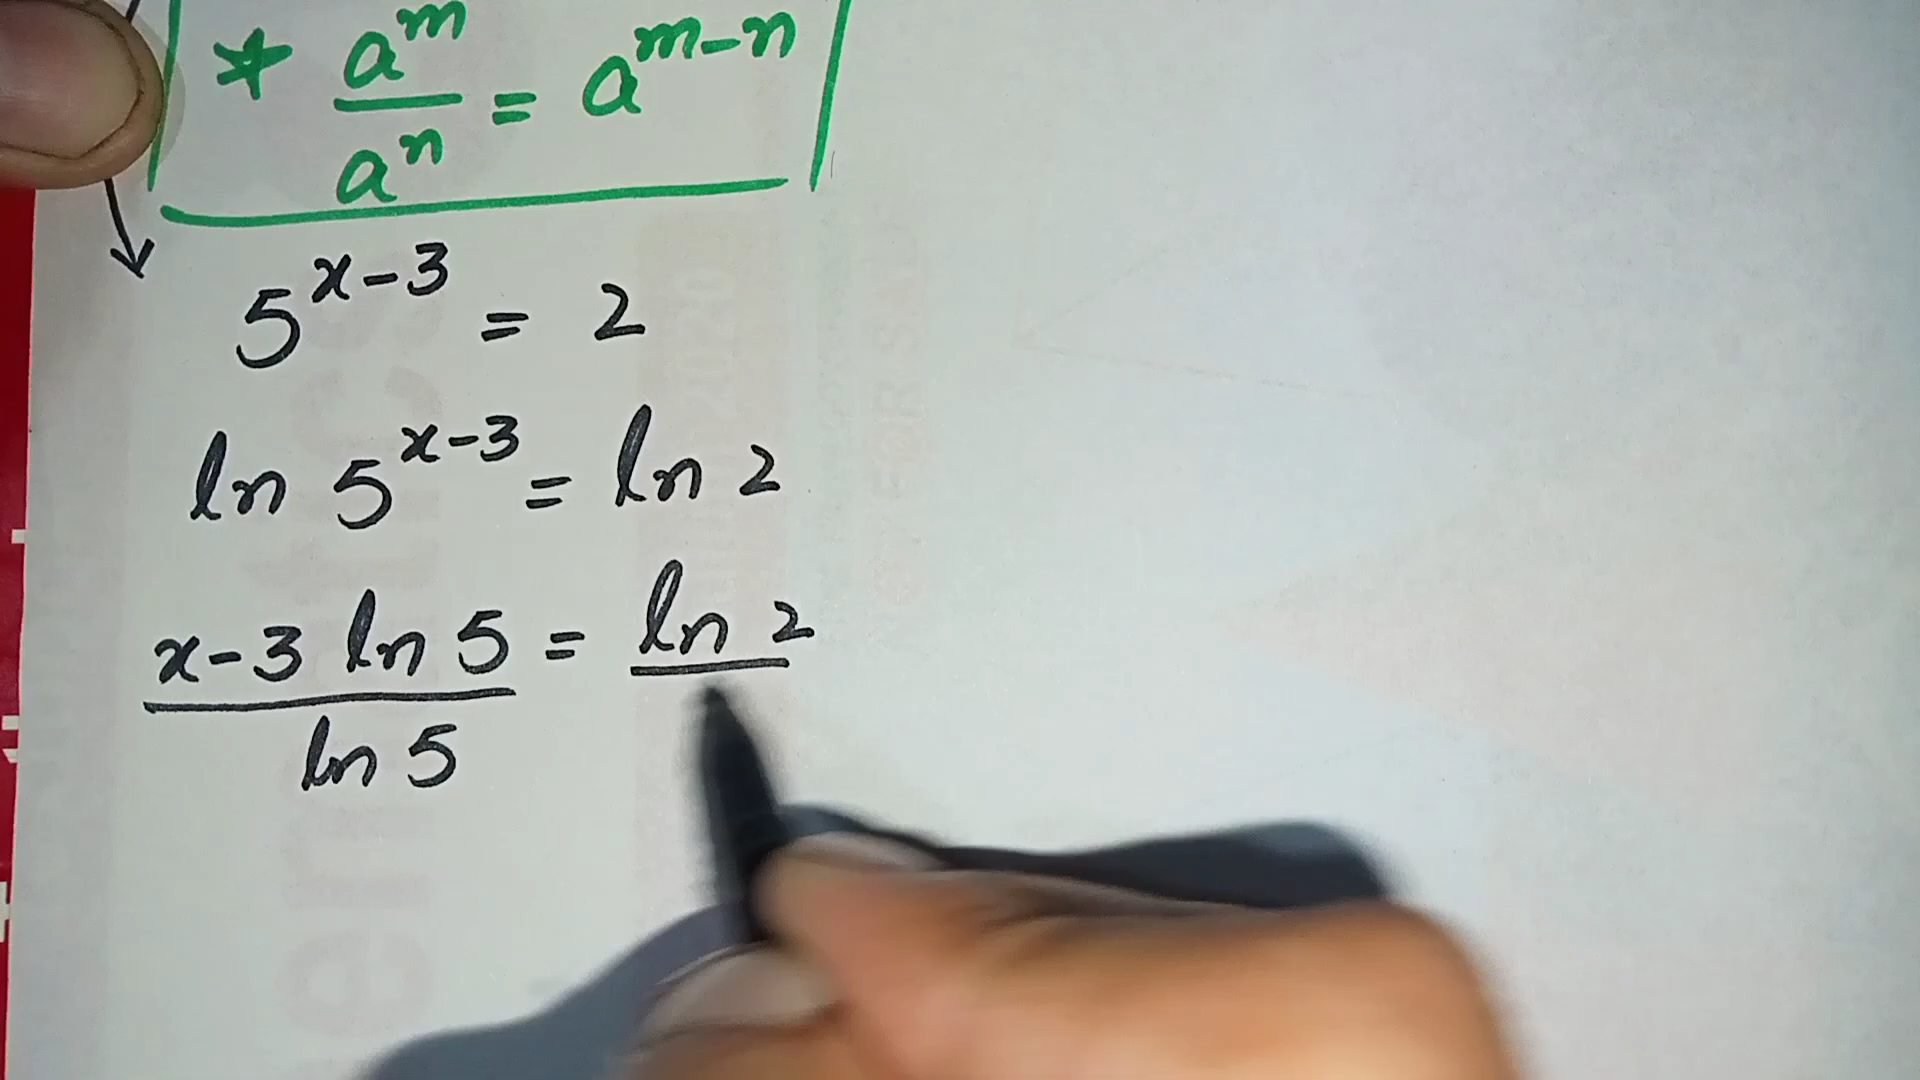 * a^m / a^n = a^(m-n)
5^(x-3) = 2
ln 5^(x-3) = ln 2
x-3 ln 5 / ln 5 = ln 2